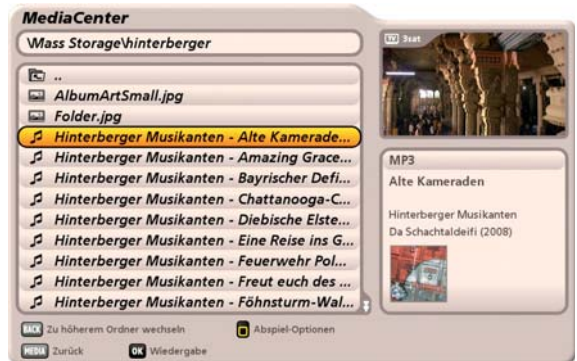 MediaCenter
\Mass Storage\hinterberger
..
AlbumArtSmall.jpg
Folder.jpg
Hinterberger Musikanten - Alte Kamerade...
Hinterberger Musikanten - Amazing Grace...
Hinterberger Musikanten - Bayrischer Defi...
Hinterberger Musikanten - Chattanooga-C...
Hinterberger Musikanten - Diebische Elste...
Hinterberger Musikanten - Eine Reise ins G...
Hinterberger Musikanten - Feuerwehr Pol...
Hinterberger Musikanten - Freut euch des ...
Hinterberger Musikanten - Föhnsturm-Wal...
TV 3sat
MP3
Alte Kameraden
Hinterberger Musikanten
Da Schachtaldeifi (2008)
BACK Zu höherem Ordner wechseln
Abspiel-Optionen
MEDIA Zurück
OK Wiedergabe